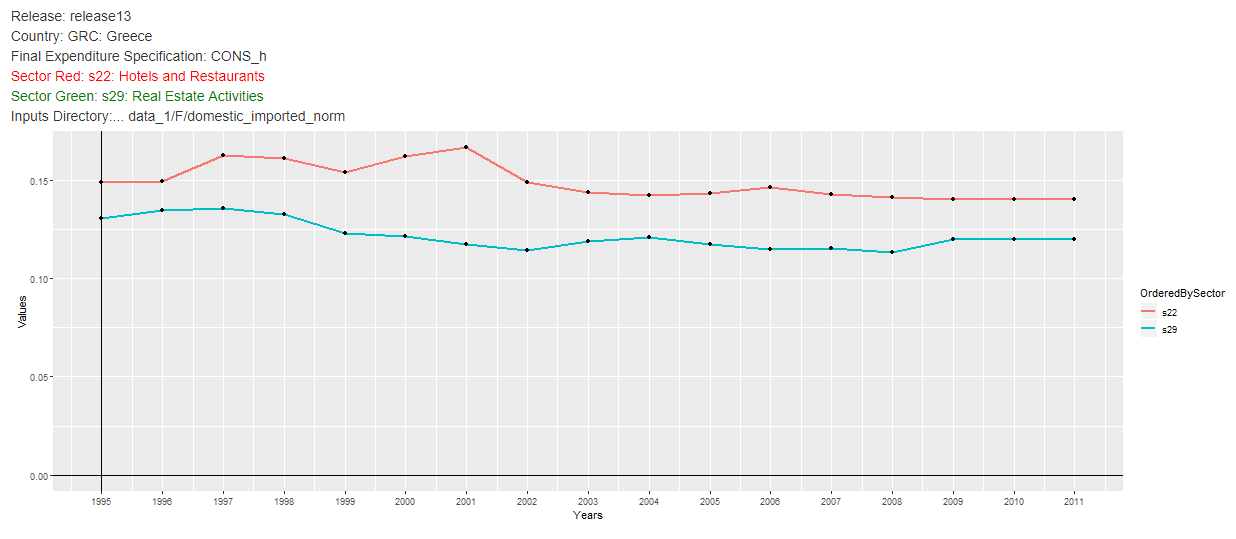 Release: release13
Country: GRC: Greece
Final Expenditure Specification: CONS_h
Sector Red: s22: Hotels and Restaurants
Sector Green: s29: Real Estate Activities
Inputs Directory:... data_1/F/domestic_imported_norm
0.15
0.10
0.05
0.00
Values
1995 1996 1997 1998 1999 2000 2001 2002 2003 2004 2005 2006 2007 2008 2009 2010 2011
Years
OrderedBySector
s22
s29